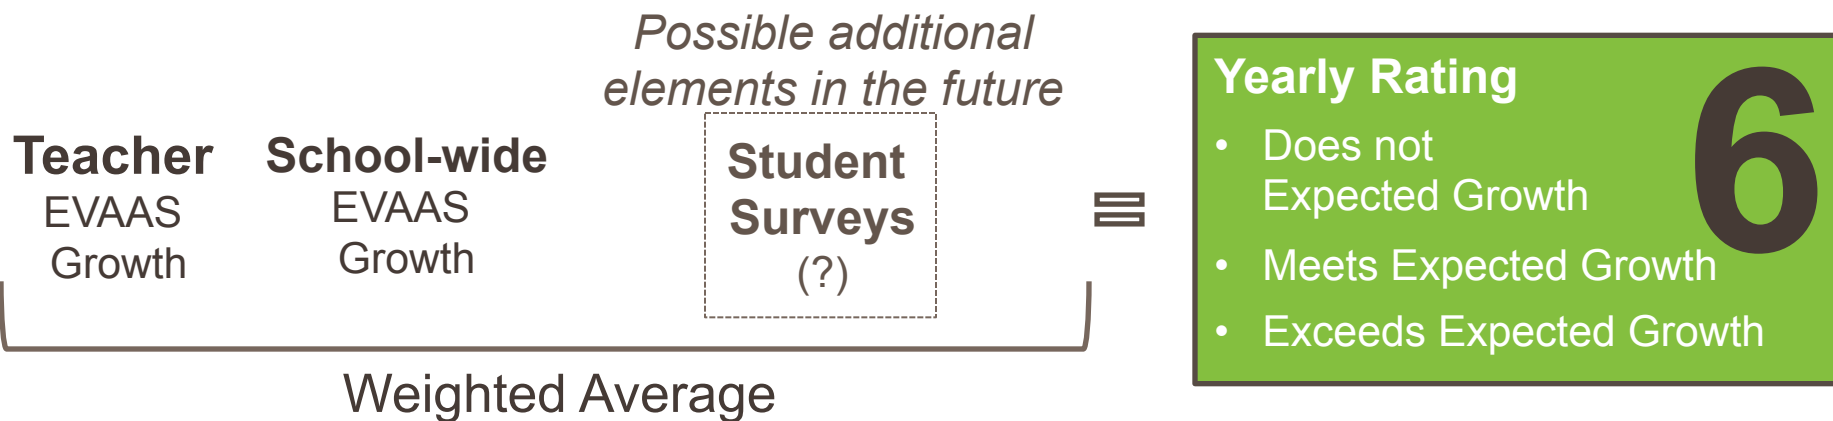 Possible additional
elements in the future
Teacher
EVAAS
Growth
School-wide
EVAAS
Growth
Student
Surveys
(?)
=
Weighted Average
Yearly Rating
6
• Does not
Expected Growth
• Meets Expected Growth
• Exceeds Expected Growth